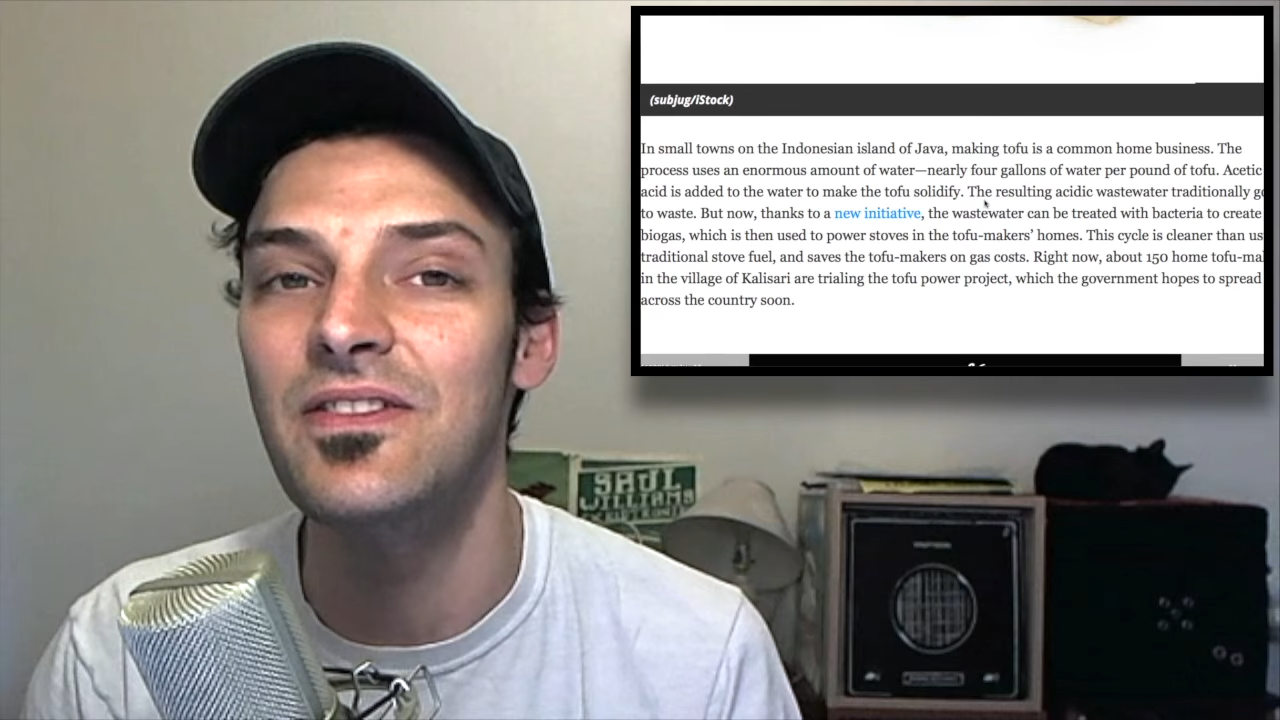 (subjug/iStock)
In small towns on the Indonesian island of Java, making tofu is a common home business. The
process uses an enormous amount of water—nearly four gallons of water per pound of tofu. Acetic
acid is added to the water to make the tofu solidify. The resulting acidic wastewater traditionally go
to waste. But now, thanks to a new initiative, the wastewater can be treated with bacteria to create
biogas, which is then used to power stoves in the tofu-makers’ homes. This cycle is cleaner than us
traditional stove fuel, and saves the tofu-makers on gas costs. Right now, about 150 home tofu-mal
in the village of Kalisari are trialing the tofu power project, which the government hopes to spread
across the country soon.
SAUL
WILLIAMS